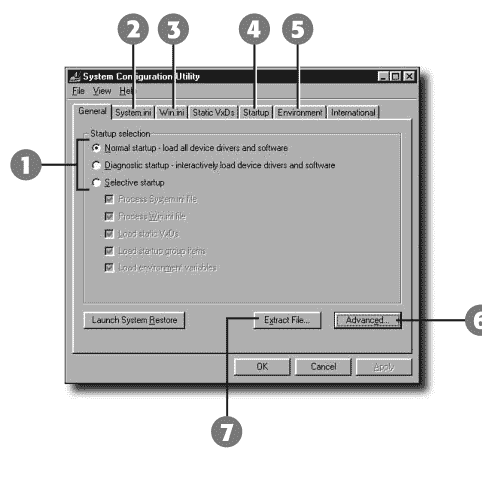 2 3 4 5
System Configuration Utility
File View Help
General System.ini Win.ini Static VxDs Startup Environment International
Startup selection
1
Normal startup - load all device drivers and software
Diagnostic startup - interactively load device drivers and software
Selective startup
Process System.ini file
Process Win.ini file
Load static VxDs
Load startup group items
Load environment variables
Launch System Restore Extract File... Advanced...
6
OK Cancel Apply
7